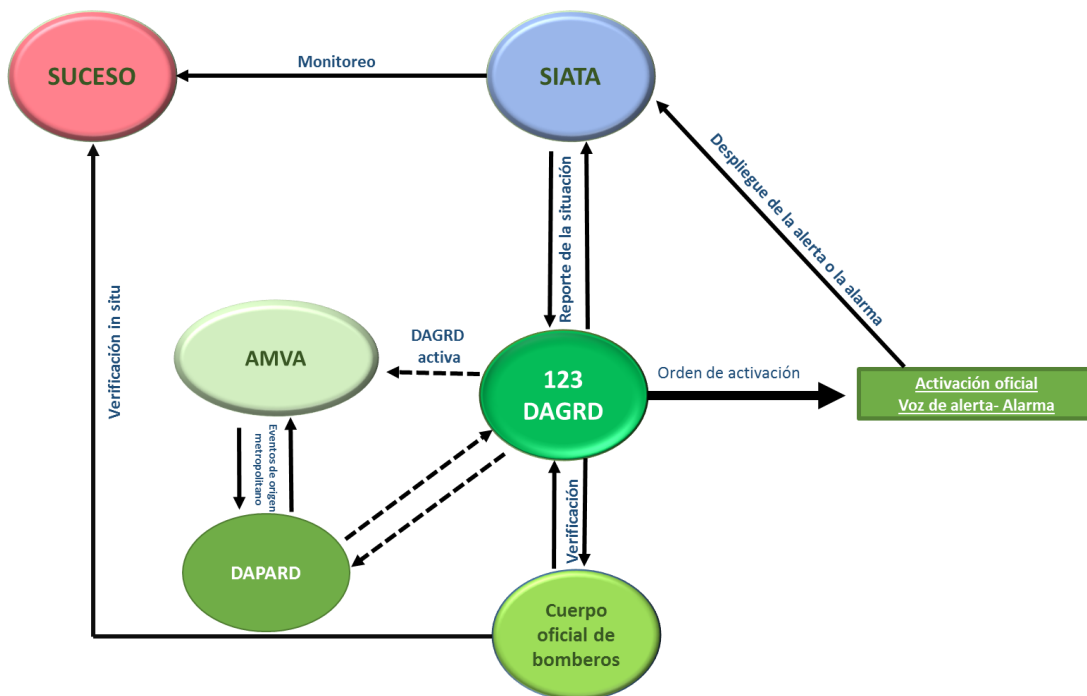 SUCESO
Monitoreo
SIATA
Despliegue de la alerta o la alarma
Reporte de la situación
Verificación in situ
AMVA
DAGRD
activa
123
DAGRD
Orden de activación
Activación oficial
Voz de alerta- Alarma
Eventos de origen
metropolitano
DAPARD
Verificación
Cuerpo
oficial de
bomberos